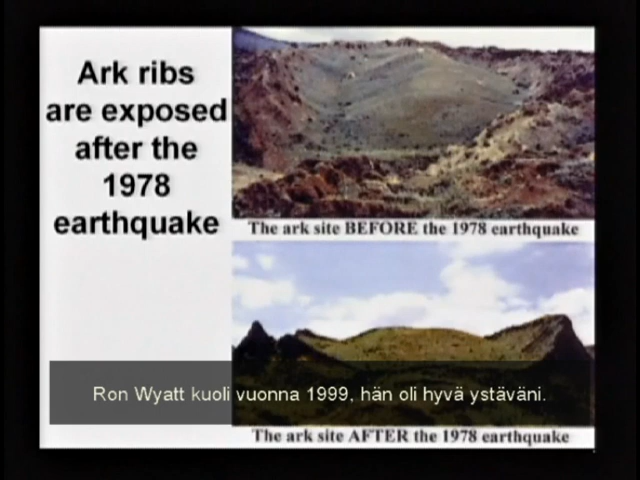 Ark ribs
are exposed
after the
1978
earthquake
The ark site BEFORE the 1978 earthquake
Ron Wyatt kuoli vuonna 1999, hän oli hyvä ystäväni.
The ark site AFTER the 1978 earthquake